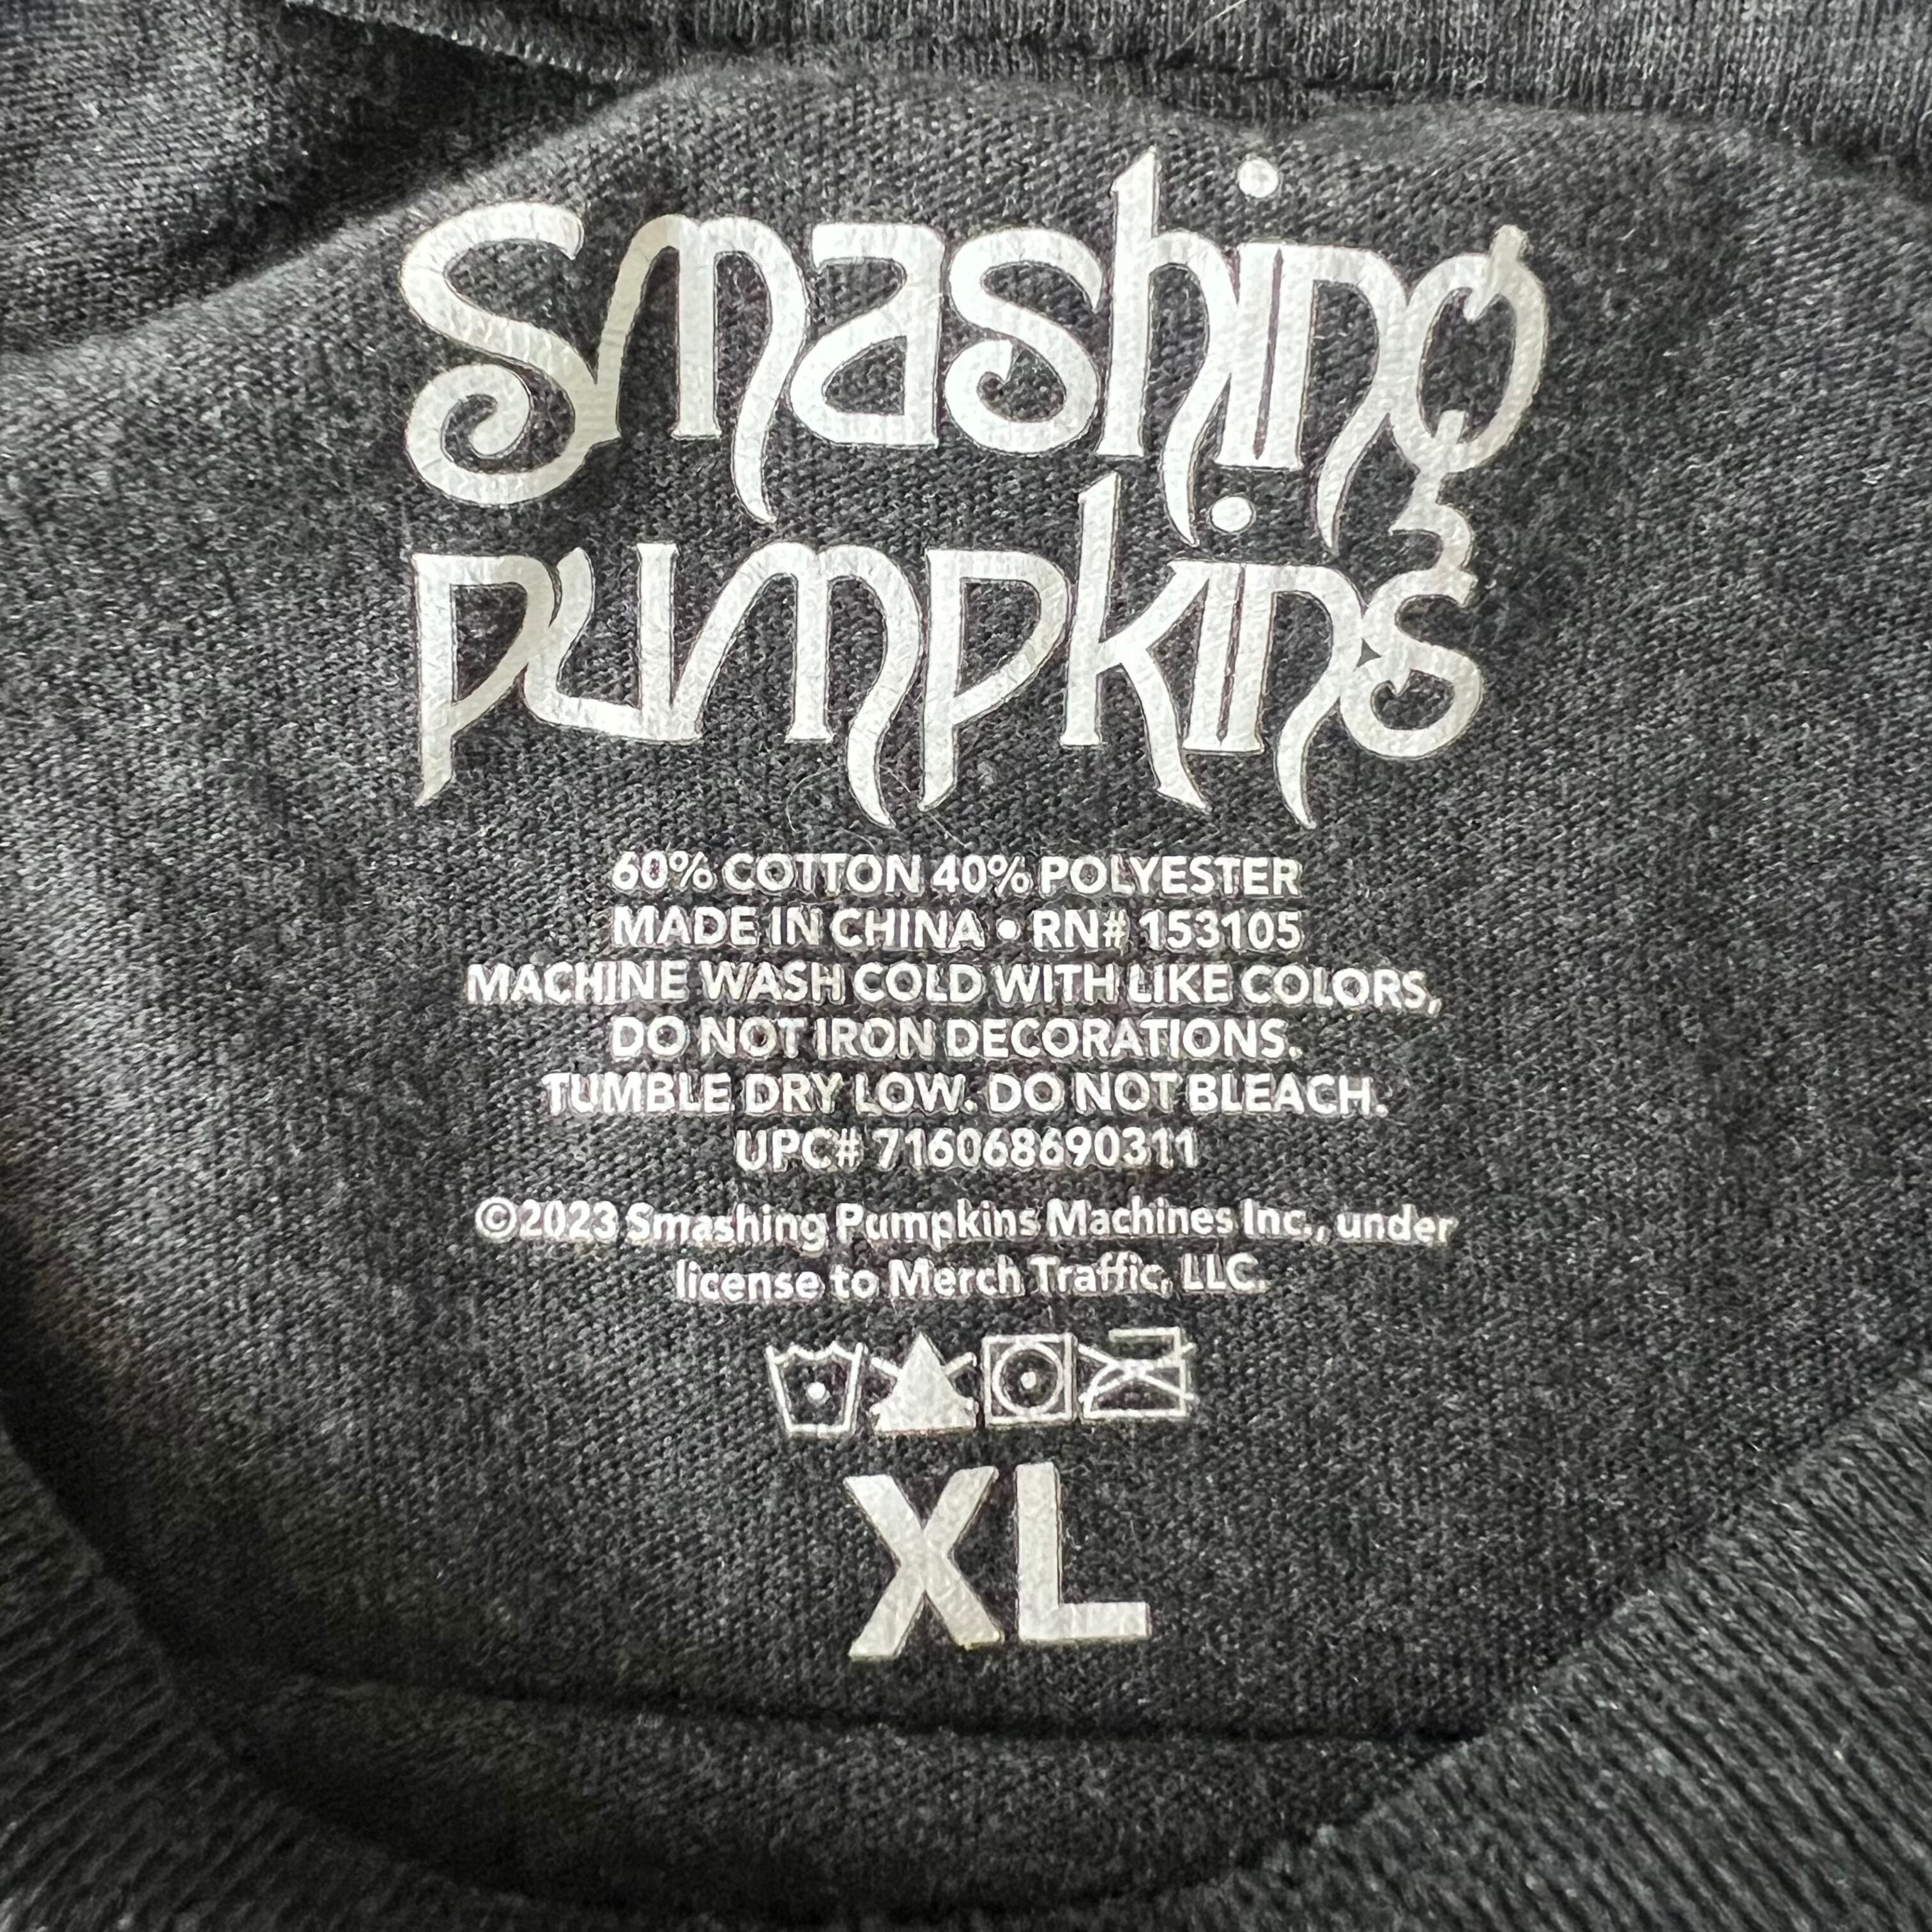 Smashing
Pumpkins
60% COTTON 40% POLYESTER
MADE IN CHINA • RN# 153105
MACHINE WASH COLD WITH LIKE COLORS,
DO NOT IRON DECORATIONS.
TUMBLE DRY LOW. DO NOT BLEACH.
UPC# 716068690311
©2023 Smashing Pumpkins Machines Inc., under
license to Merch Traffic, LLC.
XL